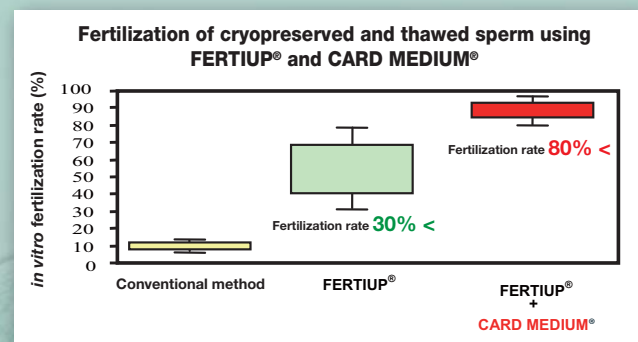 Fertilization of cryopreserved and thawed sperm using
FERTIUP® and CARD MEDIUM®
in vitro fertilization rate (%)
100
90
80
70
60
50
40
30
20
10
0
Fertilization rate 80% <
Fertilization rate 30% <
Conventional method
FERTIUP®
FERTIUP®
+
CARD MEDIUM®